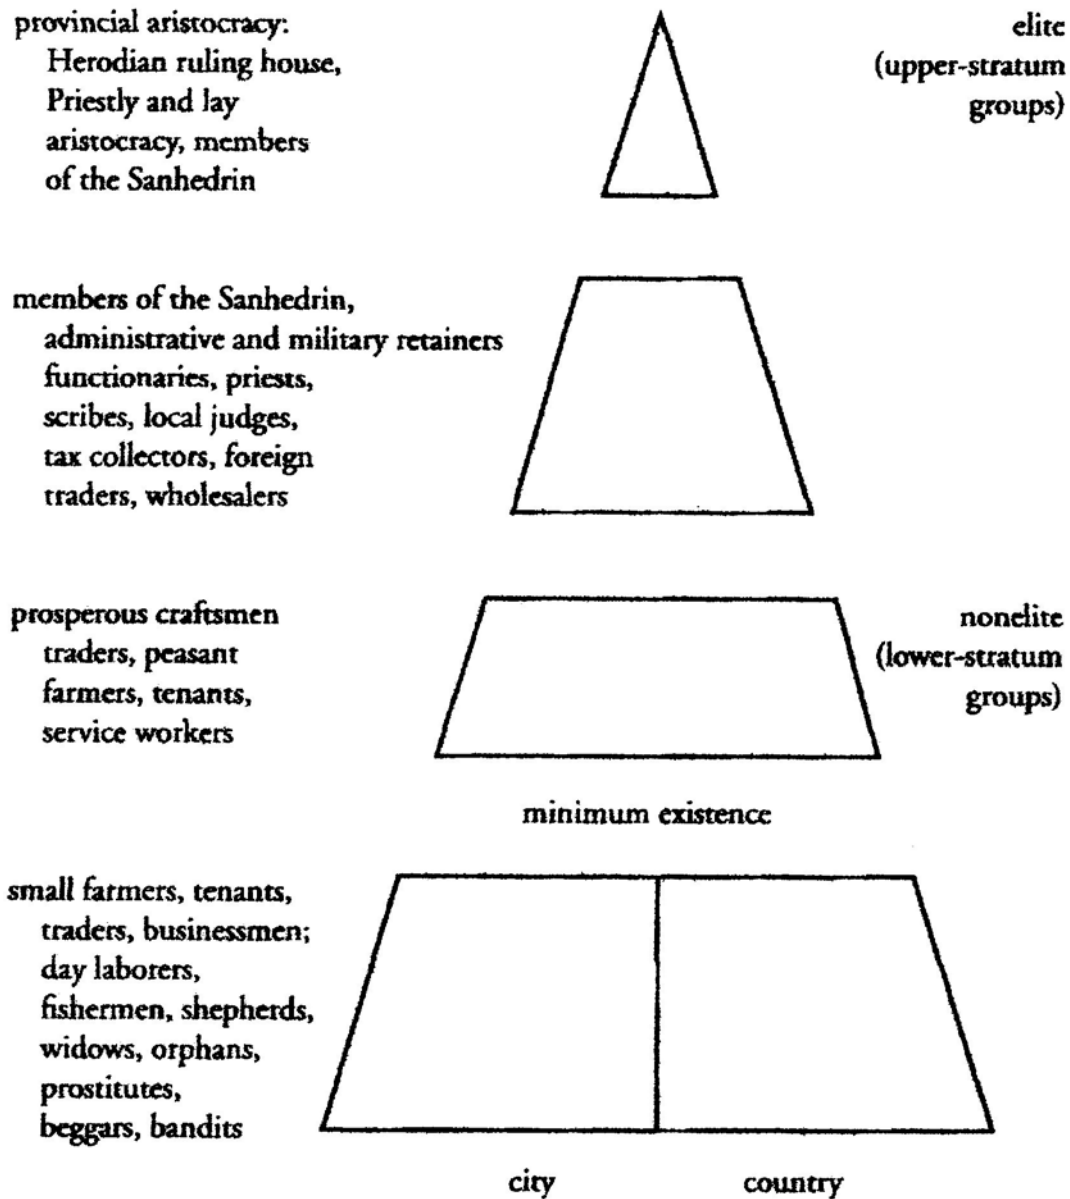 provincial aristocracy:
Herodian ruling house,
Priestly and lay
aristocracy, members
of the Sanhedrin
elite
(upper-stratum
groups)
members of the Sanhedrin,
administrative and military retainers
functionaries, priests,
scribes, local judges,
tax collectors, foreign
traders, wholesalers
prosperous craftsmen
traders, peasant
farmers, tenants,
service workers
nonelite
(lower-stratum
groups)
minimum existence
small farmers, tenants,
traders, businessmen;
day laborers,
fishermen, shepherds,
widows, orphans,
prostitutes,
beggars, bandits
city
country